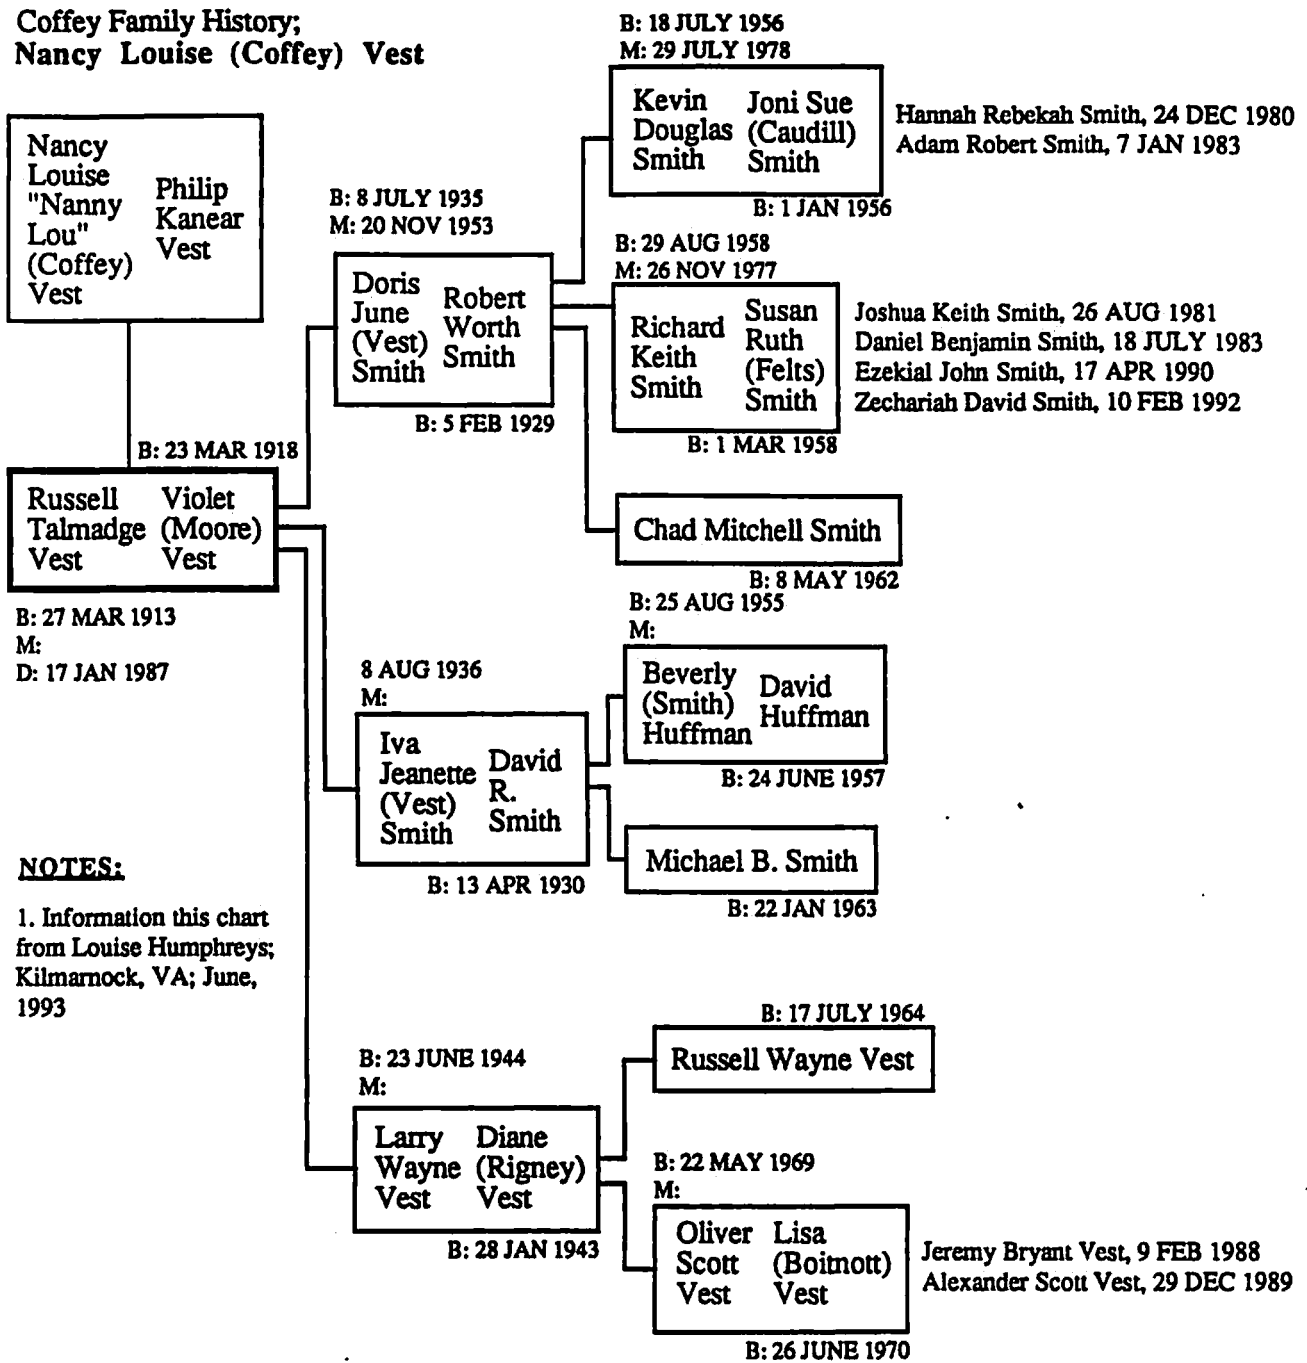 Coffey Family History;
Nancy Louise (Coffey) Vest
Nancy
Louise
"Nanny
Lou"
(Coffey)
Vest
Philip
Kanear
Vest
B: 23 MAR 1918
Russell
Talmadge
Vest
Violet
(Moore)
Vest
B: 27 MAR 1913
M:
D: 17 JAN 1987
B: 8 JULY 1935
M: 20 NOV 1953
Doris
June
(Vest)
Smith
Robert
Worth
Smith
B: 5 FEB 1929
B: 18 JULY 1956
M: 29 JULY 1978
Kevin
Douglas
Smith
Joni Sue
(Caudill)
Smith
B: 1 JAN 1956
Hannah Rebekah Smith, 24 DEC 1980
Adam Robert Smith, 7 JAN 1983
B: 29 AUG 1958
M: 26 NOV 1977
Richard
Keith
Smith
Susan
Ruth
(Felts)
Smith
B: 1 MAR 1958
Joshua Keith Smith, 26 AUG 1981
Daniel Benjamin Smith, 18 JULY 1983
Ezekial John Smith, 17 APR 1990
Zechariah David Smith, 10 FEB 1992
Chad Mitchell Smith
B: 8 MAY 1962
8 AUG 1936
M:
Iva
Jeanette
(Vest)
Smith
David
R.
Smith
B: 13 APR 1930
B: 25 AUG 1955
M:
Beverly
(Smith)
Huffman
David
Huffman
B: 24 JUNE 1957
Michael B. Smith
B: 22 JAN 1963
B: 23 JUNE 1944
M:
Larry
Wayne
Vest
Diane
(Rigney)
Vest
B: 28 JAN 1943
B: 17 JULY 1964
Russell Wayne Vest
B: 22 MAY 1969
M:
Oliver
Scott
Vest
Lisa
(Boitnott)
Vest
B: 26 JUNE 1970
Jeremy Bryant Vest, 9 FEB 1988
Alexander Scott Vest, 29 DEC 1989
NOTES:
1. Information this chart
from Louise Humphreys;
Kilmarnock, VA; June,
1993